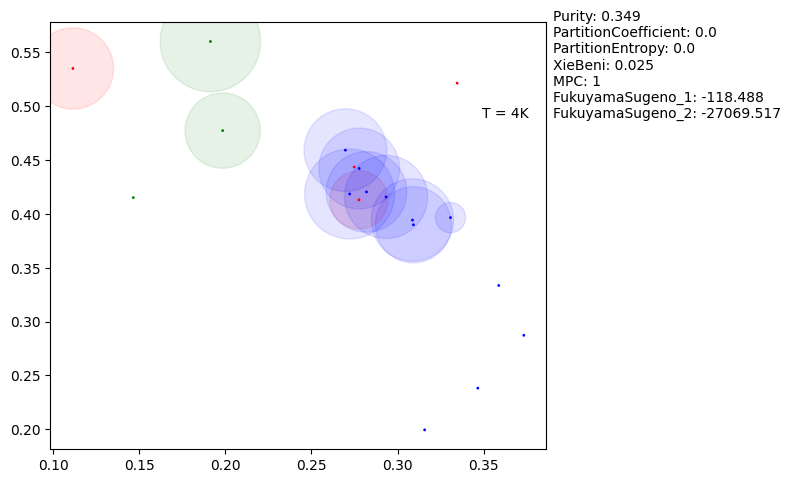 Purity: 0.349
PartitionCoefficient: 0.0
PartitionEntropy: 0.0
XieBeni: 0.025
MPC: 1
FukuyamaSugeno_1: -118.488
FukuyamaSugeno_2: -27069.517
T = 4K
0.55
0.50
0.45
0.40
0.35
0.30
0.25
0.20
0.10 0.15 0.20 0.25 0.30 0.35